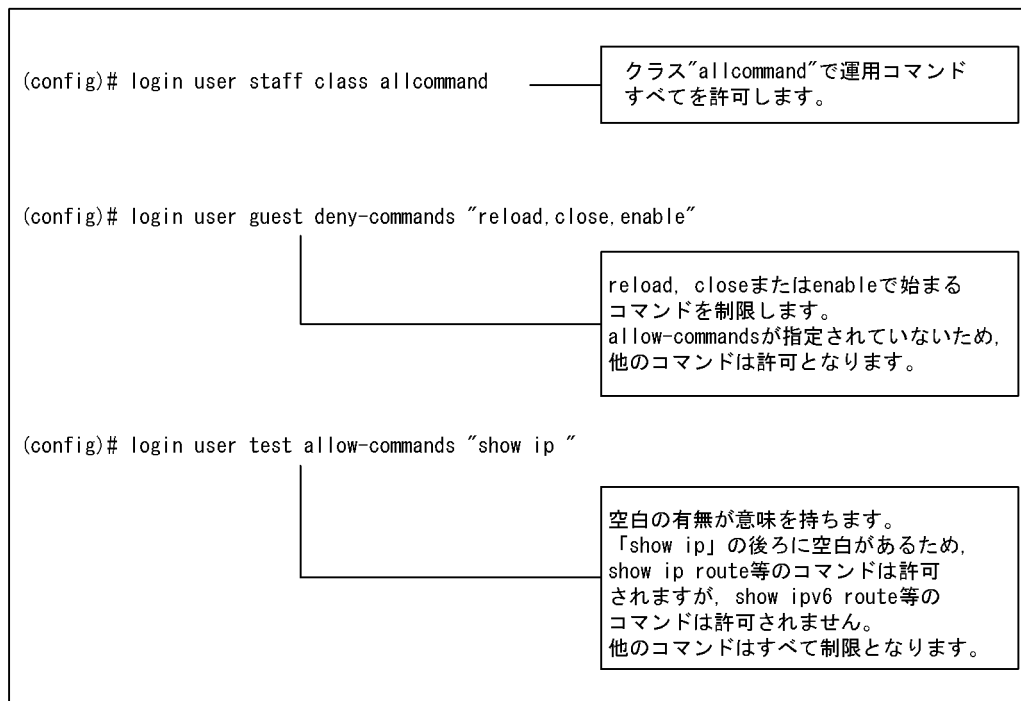 (config)# login user staff class allcommand
クラス"allcommand"で運用コマンド
すべてを許可します。
(config)# login user guest deny-commands "reload,close,enable"
reload, closeまたはenableで始まる
コマンドを制限します。
allow-commandsが指定されていないため,
他のコマンドは許可となります。
(config)# login user test allow-commands "show ip "
空白の有無が意味を持ちます。
「show ip」の後ろに空白があるため,
show ip route等のコマンドは許可
されますが, show ipv6 route等の
コマンドは許可されません。
他のコマンドはすべて制限となります。